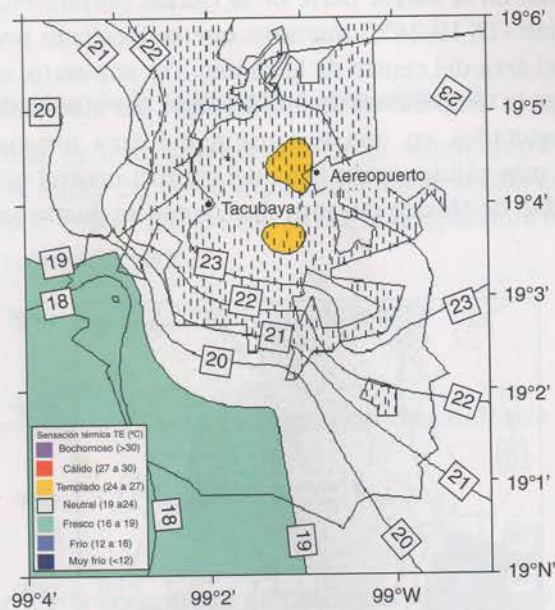 19°6'
21
22
23
20
19°5'
Aereopuerto
Tacubaya
19°4'
23
19
22
19°3'
18
21
23
20
22
19°2'
Sensación térmica TE (ºC)
Bochornoso (>30)
Cálido (27 a 30)
Templado (24 a 27)
Neutral (19 a24)
Fresco (16 a 19)
Frío (12 a 16)
Muy frío (<12)
21
19°1'
18
19
20
19°N'
99°4'
99°2'
99°W